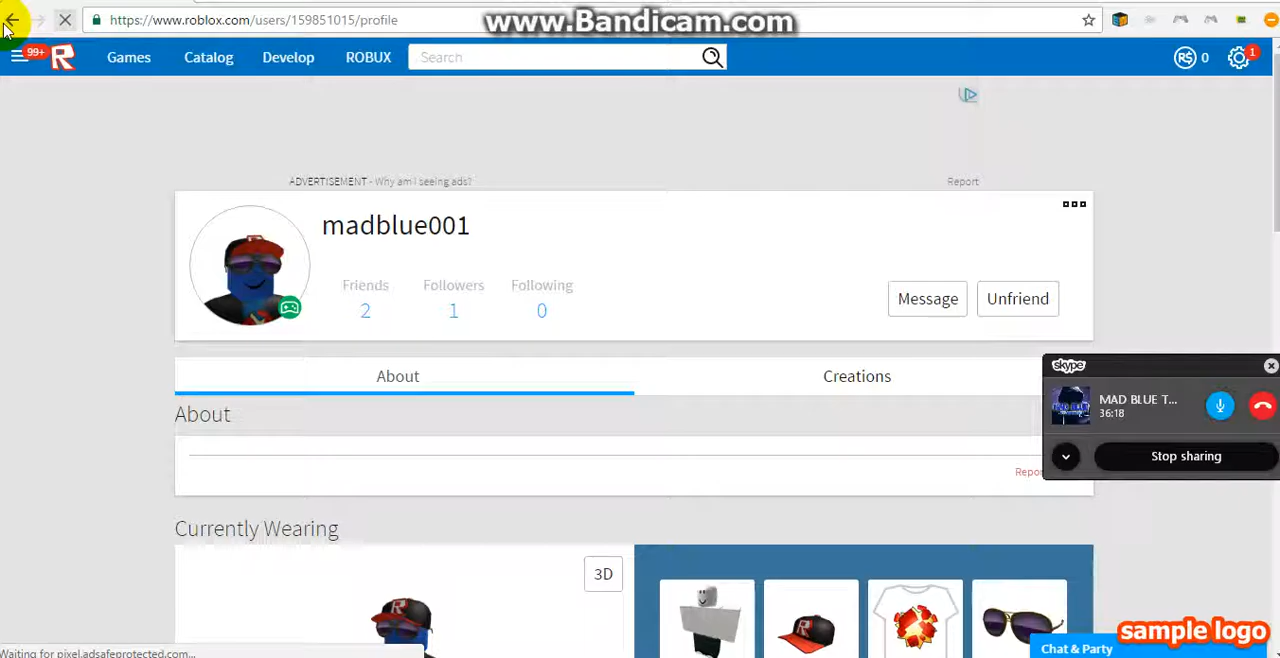 https://www.roblox.com/users/159851015/profile
www.Bandicam.com
99+
R
Games
Catalog
Develop
ROBUX
Search
R$ 0
1
ADVERTISEMENT - Why am I seeing ads?
Report
madblue001
Friends
Followers
Following
2
1
0
Message
Unfriend
About
Creations
About
Report
Currently Wearing
3D
skype
MAD BLUE T...
36:18
Stop sharing
sample logo
Chat & Party
Waiting for pixel.adsafeprotected.com...